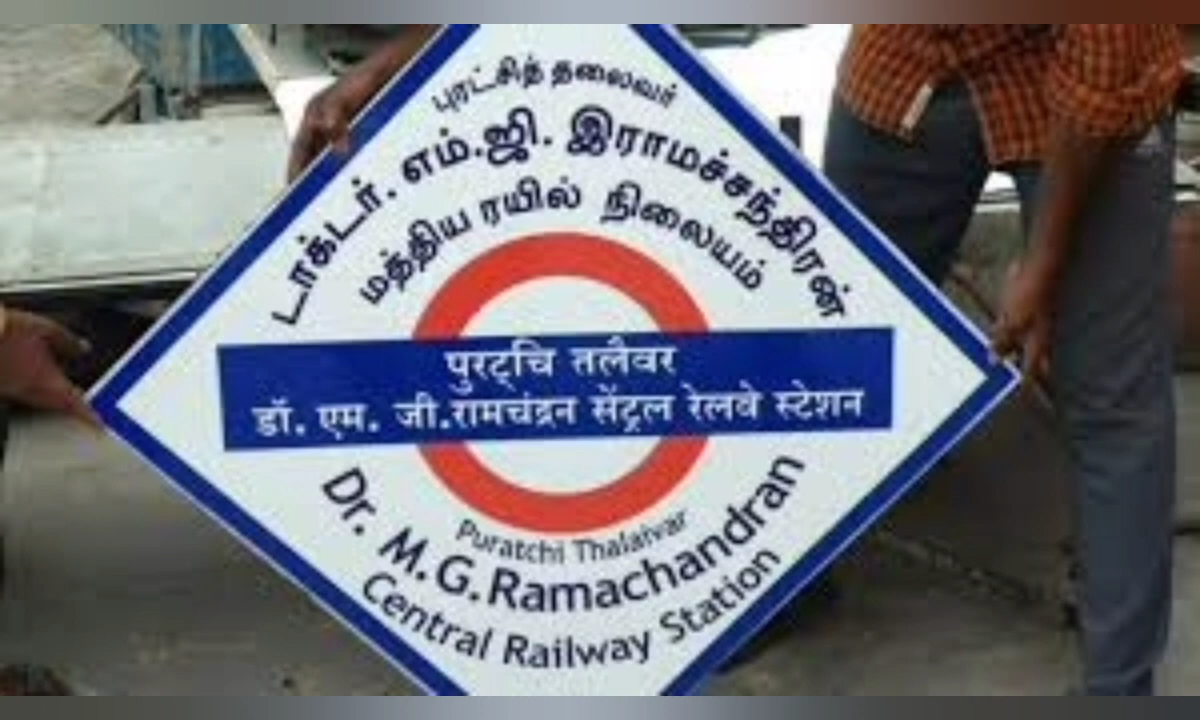 புரட்சித் தலைவர்
டாக்டர். எம்.ஜி. இராமச்சந்திரன்
மத்திய ரயில் நிலையம்
पुरट्चि तलैवर
डॉ. एम. जी.रामचंद्रन सेंट्रल रेलवे स्टेशन
Puratchi Thalaivar
Dr. M.G.Ramachandran
Central Railway Station